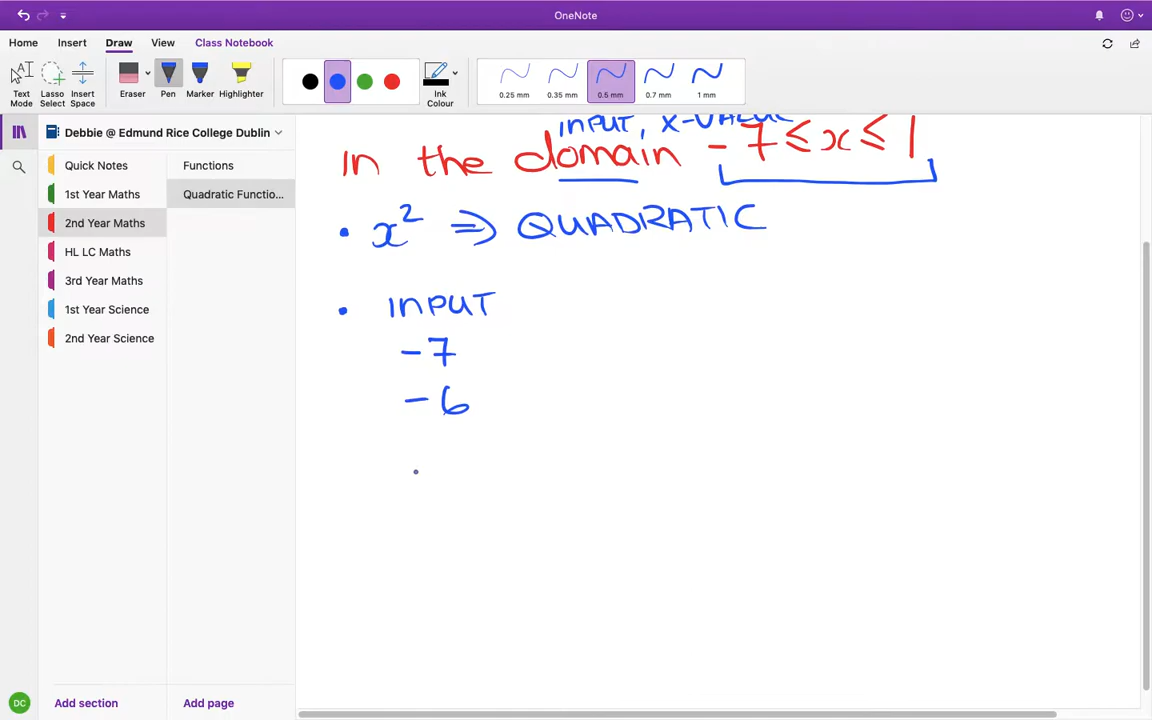 OneNote
Home Insert Draw View Class Notebook
Text Mode Lasso Select Insert Space Eraser Pen Marker Highlighter Ink Colour 0.25 mm 0.35 mm 0.5 mm 0.7 mm 1 mm
Debbie @ Edmund Rice College Dublin
Quick Notes
1st Year Maths
2nd Year Maths
HL LC Maths
3rd Year Maths
1st Year Science
2nd Year Science
Functions
Quadratic Functio...
INPUT, X-VALUE
In the domain -7 ≤ x ≤ 1
• x² ⇒ QUADRATIC
• INPUT
-7
-6
DC
Add section
Add page